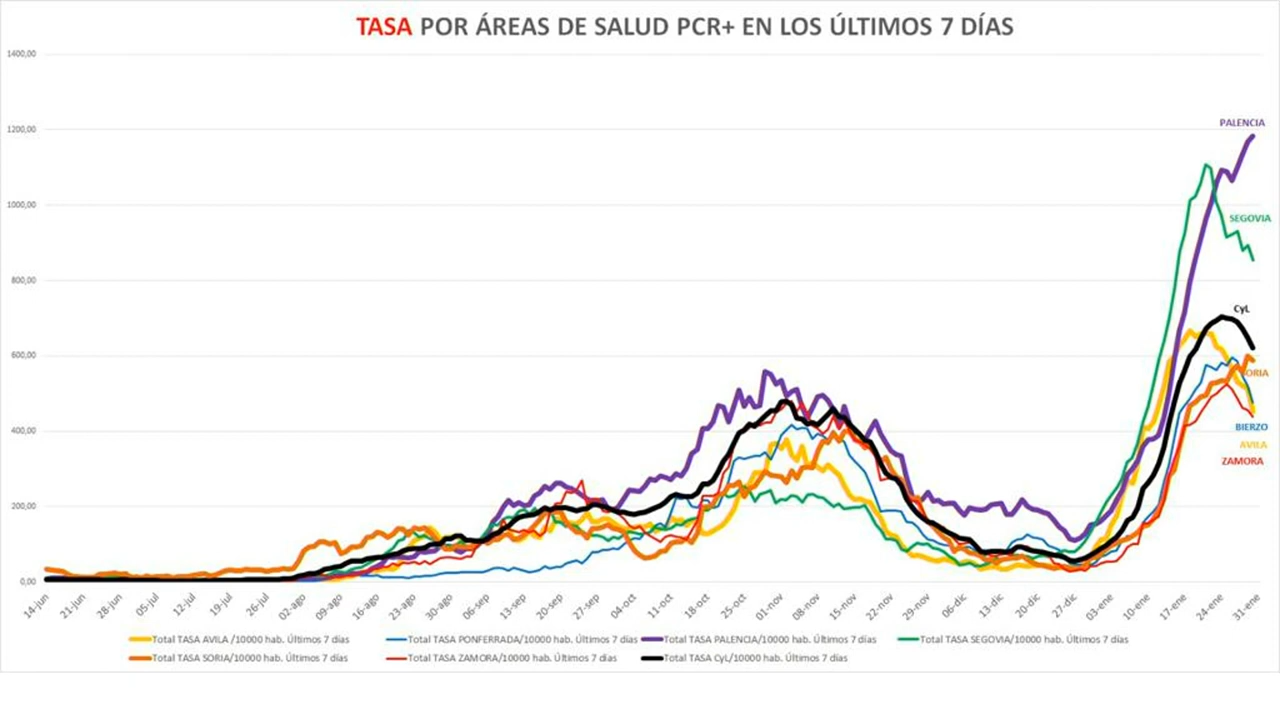 TASA POR ÁREAS DE SALUD PCR+ EN LOS ÚLTIMOS 7 DÍAS
1400,00
1200,00
1000,00
800,00
600,00
400,00
200,00
0,00
PALENCIA
SEGOVIA
CyL
ORIA
BIERZO
AVILA
ZAMORA
14-jun 21-jun 28-jun 05-jul 12-jul 19-jul 26-jul 02-ago 09-ago 16-ago 23-ago 30-ago 06-sep 13-sep 20-sep 27-sep 04-oct 11-oct 18-oct 25-oct 01-nov 08-nov 15-nov 22-nov 29-nov 06-dic 13-dic 20-dic 27-dic 03-ene 10-ene 17-ene 24-ene 31-ene
Total TASA AVILA /10000 hab. Últimos 7 días Total TASA PONFERRADA/10000 hab. Últimos 7 días Total TASA PALENCIA/10000 hab. Últimos 7 días Total TASA SEGOVIA/10000 hab. Últimos 7 días
Total TASA SORIA/10000 hab. Últimos 7 días Total TASA ZAMORA/10000 hab. Últimos 7 días Total TASA CyL/10000 hab. Últimos 7 días